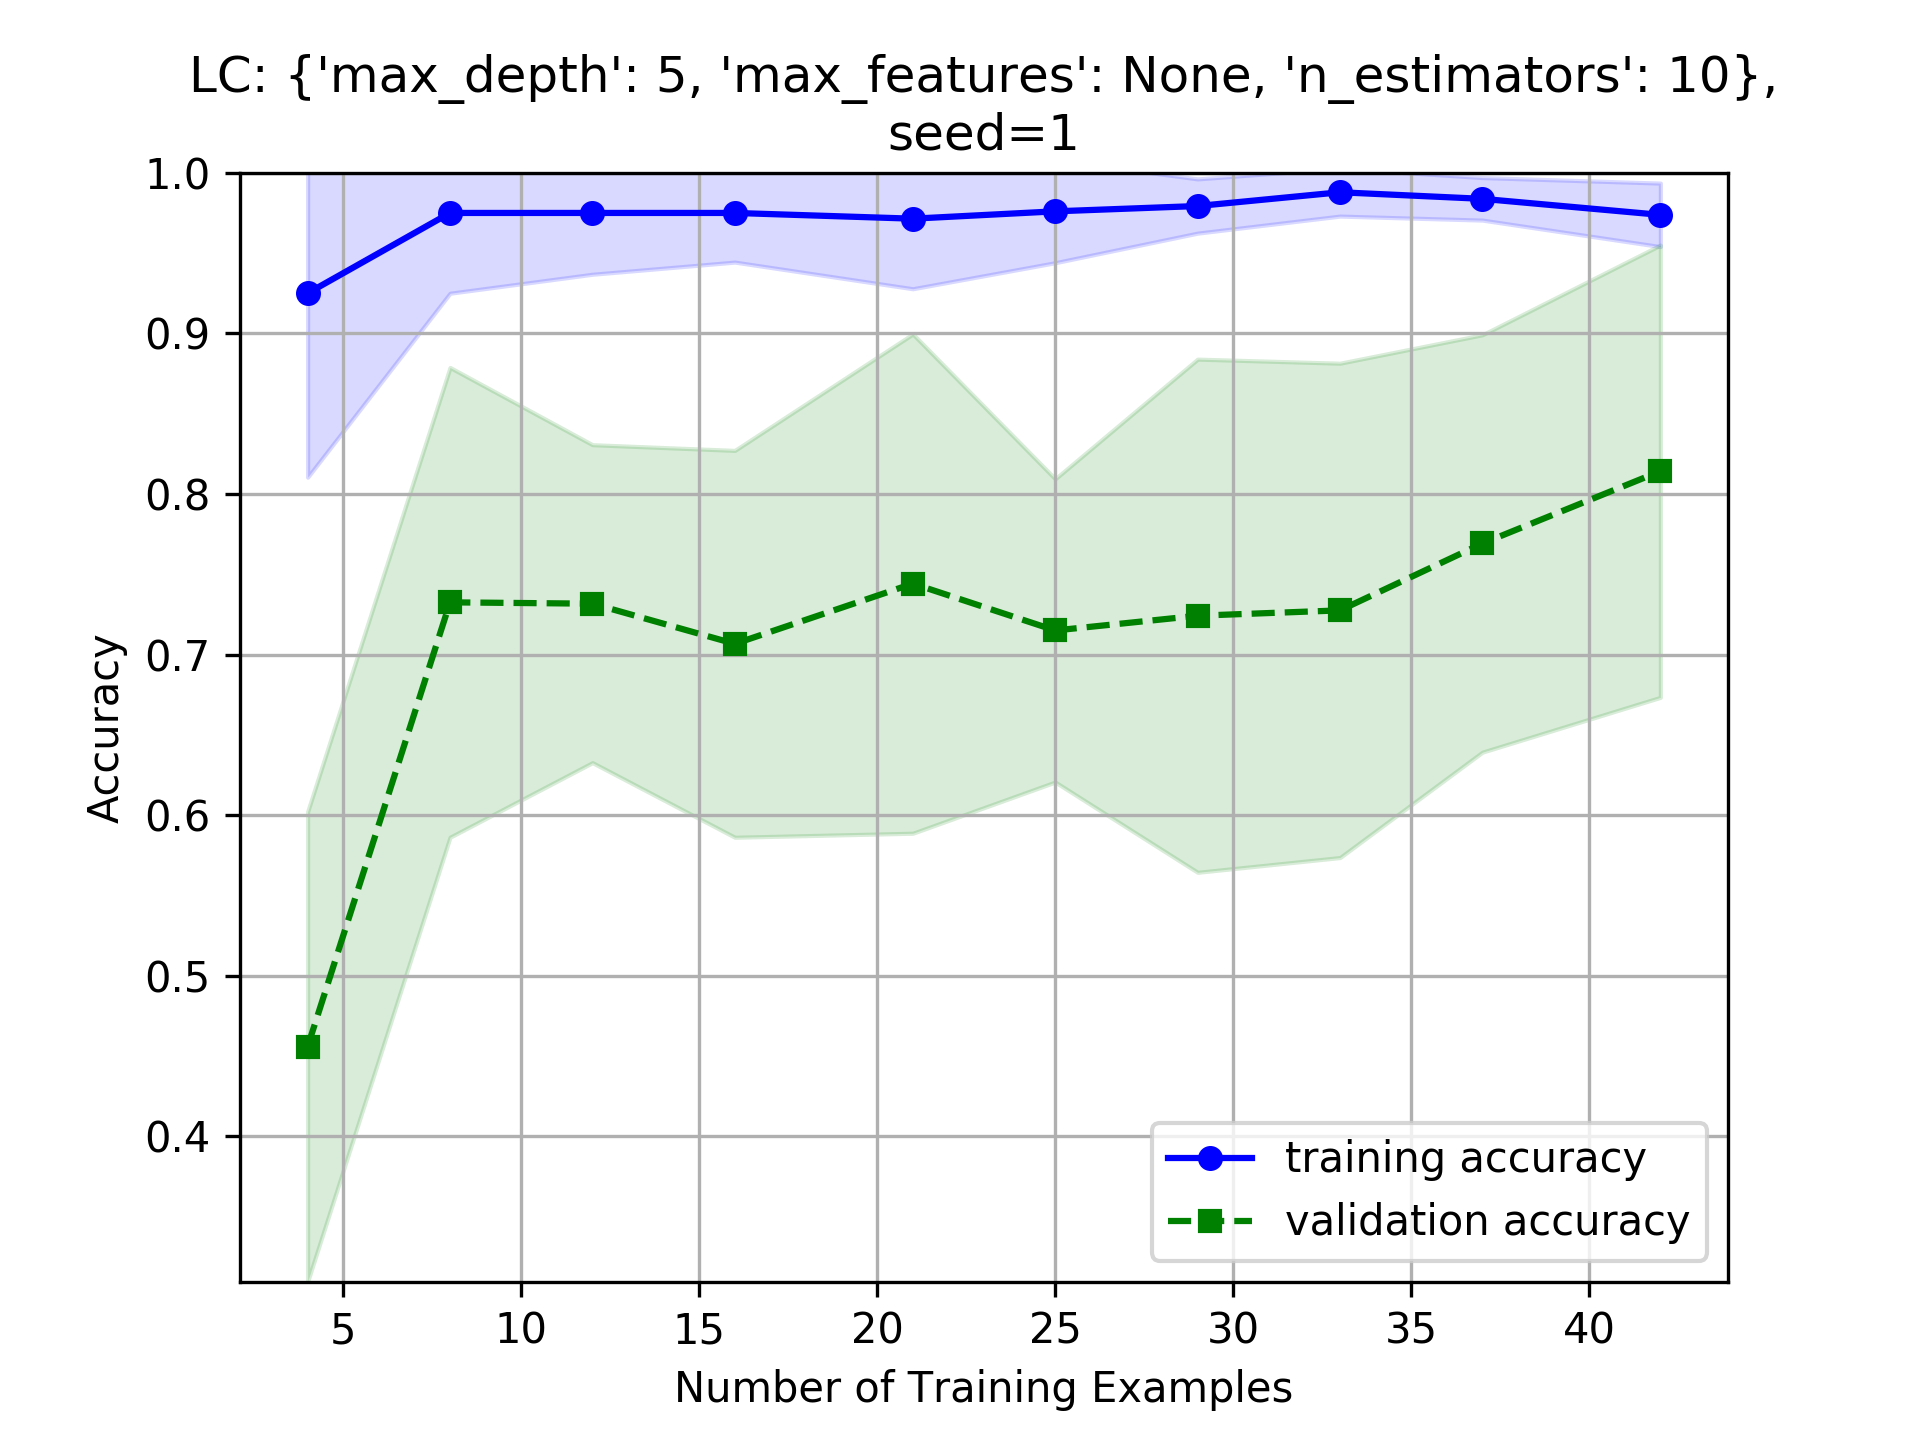 LC: {'max_depth': 5, 'max_features': None, 'n_estimators': 10},
seed=1
1.0
0.9
0.8
0.7
0.6
0.5
0.4
Accuracy
training accuracy
validation accuracy
5 10 15 20 25 30 35 40
Number of Training Examples